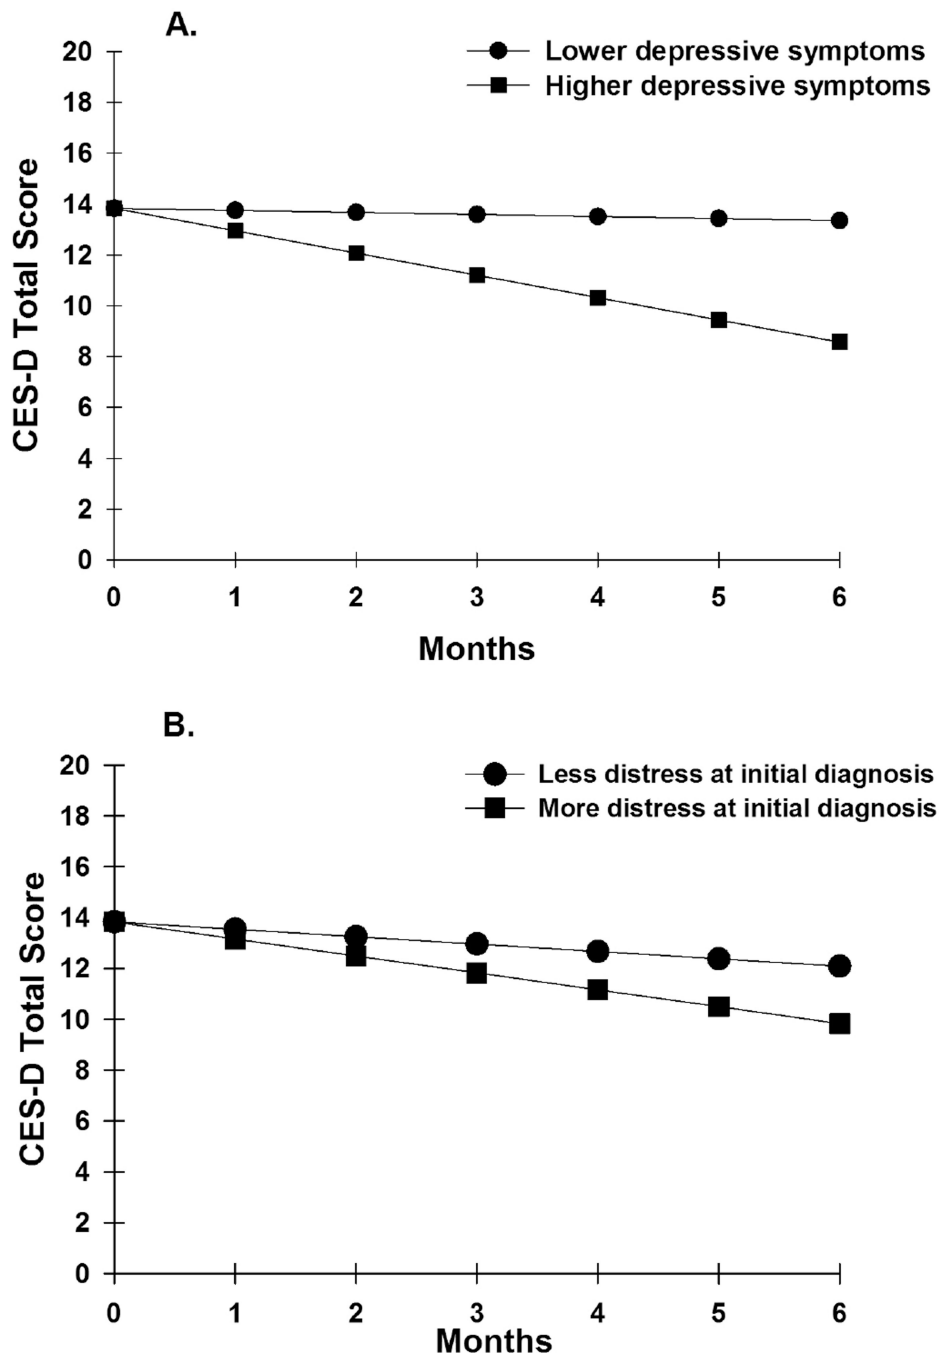 A.
Lower depressive symptoms
Higher depressive symptoms
CES-D Total Score
20
18
16
14
12
10
8
6
4
2
0
0 1 2 3 4 5 6
Months
B.
Less distress at initial diagnosis
More distress at initial diagnosis
CES-D Total Score
20
18
16
14
12
10
8
6
4
2
0
0 1 2 3 4 5 6
Months